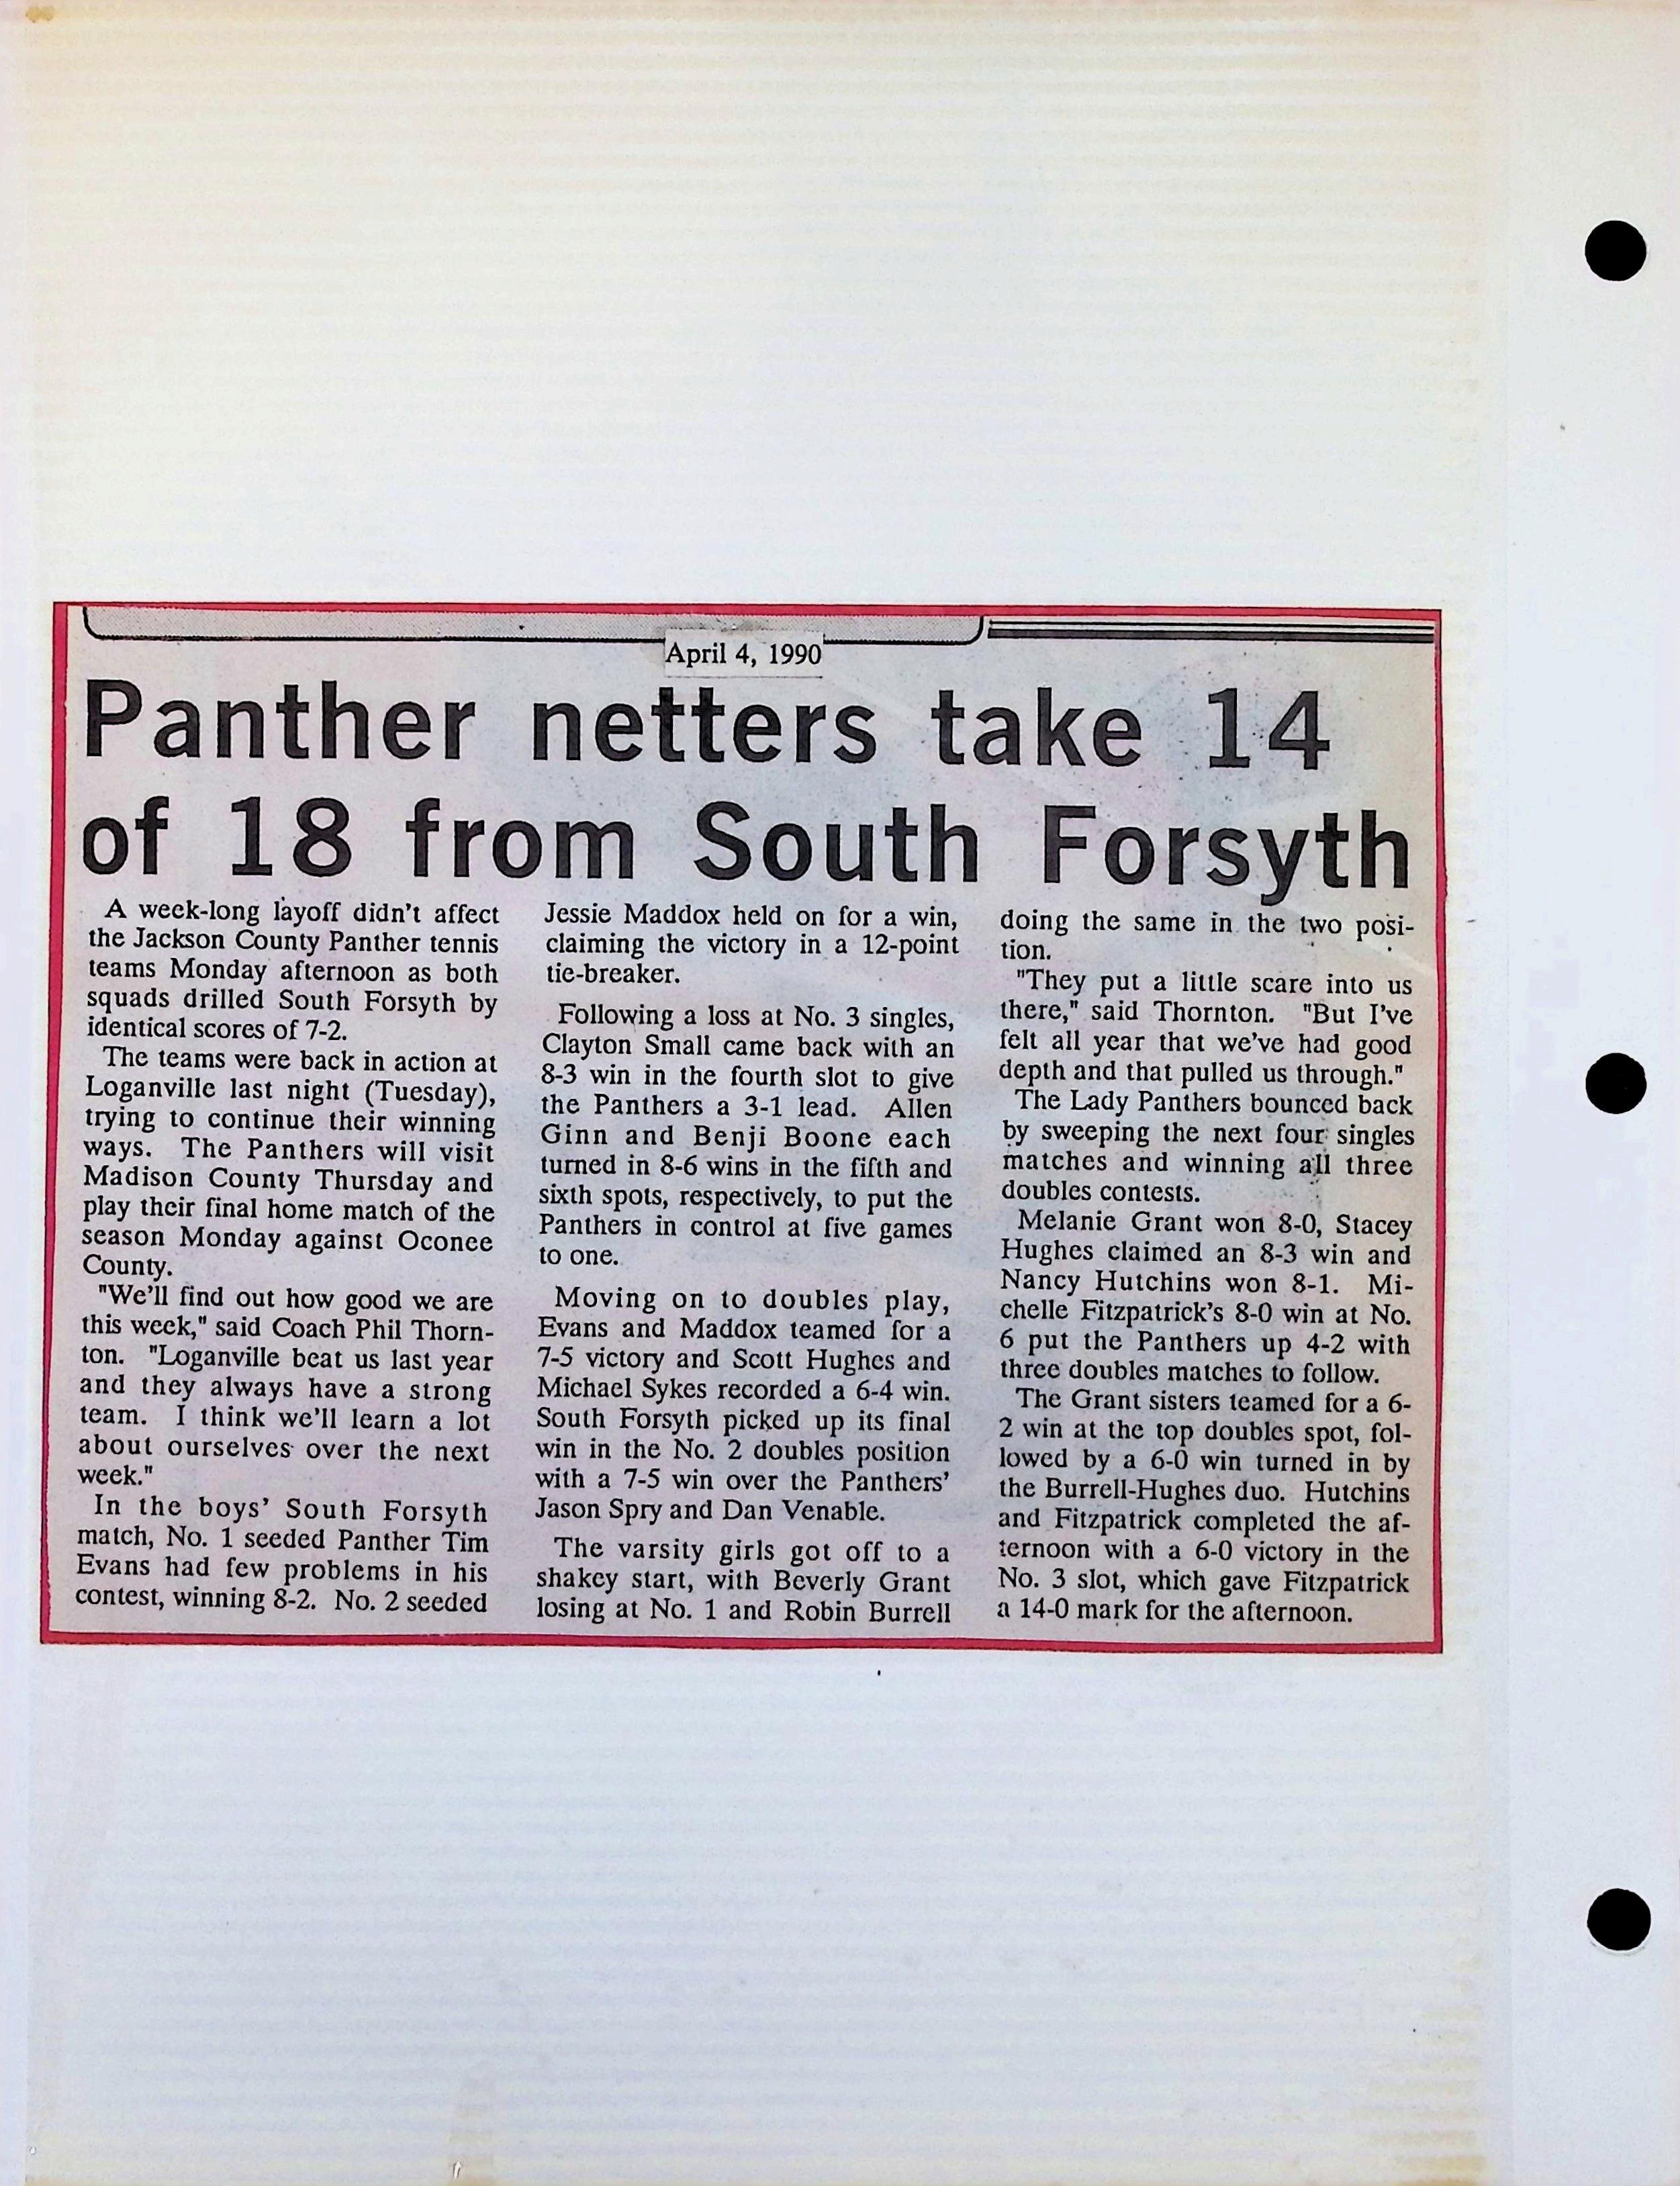 April 4, 1990
Panther netters take 14
of 18 from South Forsyth
A week-long layoff didn't affect
the Jackson County Panther tennis
teams Monday afternoon as both
squads drilled South Forsyth by
identical scores of 7-2.
The teams were back in action at
Loganville last night (Tuesday),
trying to continue their winning
ways. The Panthers will visit
Madison County Thursday and
play their final home match of the
season Monday against Oconee
County.
"We'll find out how good we are
this week," said Coach Phil Thorn-
ton. "Loganville beat us last year
and they always have a strong
team. I think we'll learn a lot
about ourselves over the next
week."
In the boys' South Forsyth
match, No. 1 seeded Panther Tim
Evans had few problems in his
contest, winning 8-2. No. 2 seeded
Jessie Maddox held on for a win,
claiming the victory in a 12-point
tie-breaker.
Following a loss at No. 3 singles,
Clayton Small came back with an
8-3 win in the fourth slot to give
the Panthers a 3-1 lead. Allen
Ginn and Benji Boone each
turned in 8-6 wins in the fifth and
sixth spots, respectively, to put the
Panthers in control at five games
to one.
Moving on to doubles play,
Evans and Maddox teamed for a
7-5 victory and Scott Hughes and
Michael Sykes recorded a 6-4 win.
South Forsyth picked up its final
win in the No. 2 doubles position
with a 7-5 win over the Panthers'
Jason Spry and Dan Venable.
The varsity girls got off to a
shakey start, with Beverly Grant
losing at No. 1 and Robin Burrell
doing the same in the two posi-
tion.
"They put a little scare into us
there," said Thornton. "But I've
felt all year that we've had good
depth and that pulled us through."
The Lady Panthers bounced back
by sweeping the next four singles
matches and winning all three
doubles contests.
Melanie Grant won 8-0, Stacey
Hughes claimed an 8-3 win and
Nancy Hutchins won 8-1. Mi-
chelle Fitzpatrick's 8-0 win at No.
6 put the Panthers up 4-2 with
three doubles matches to follow.
The Grant sisters teamed for a 6-
2 win at the top doubles spot, fol-
lowed by a 6-0 win turned in by
the Burrell-Hughes duo. Hutchins
and Fitzpatrick completed the af-
ternoon with a 6-0 victory in the
No. 3 slot, which gave Fitzpatrick
a 14-0 mark for the afternoon.